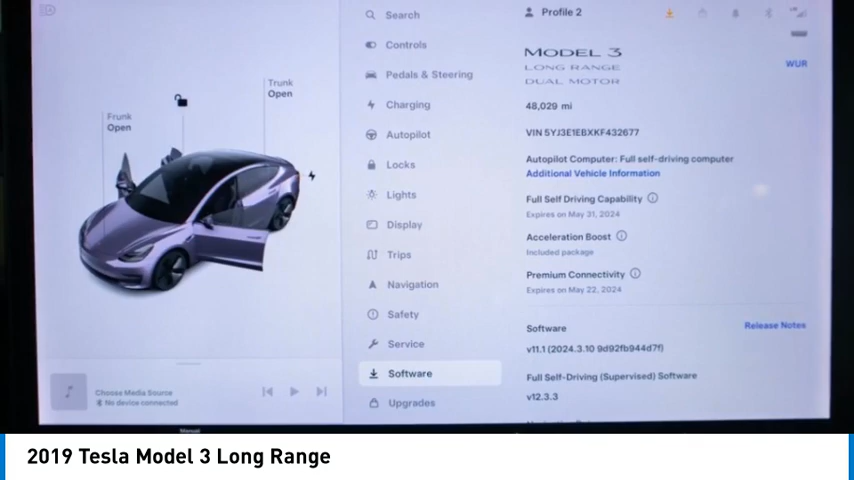 Search
Controls
Pedals & Steering
Charging
Autopilot
Locks
Lights
Display
Trips
Navigation
Safety
Service
Software
Upgrades
Trunk
Open
Frunk
Open
Choose Media Source
No device connected
Profile 2
MODEL 3
LONG RANGE
DUAL MOTOR
WUR
48,029 mi
VIN 5YJ3E1EBXKF432677
Autopilot Computer: Full self-driving computer
Additional Vehicle Information
Full Self Driving Capability
Expires on May 31, 2024
Acceleration Boost
Included package
Premium Connectivity
Expires on May 22, 2024
Software
Release Notes
v11.1 (2024.3.10 9d92fb944d7f)
Full Self-Driving (Supervised) Software
v12.3.3
Manual
2019 Tesla Model 3 Long Range